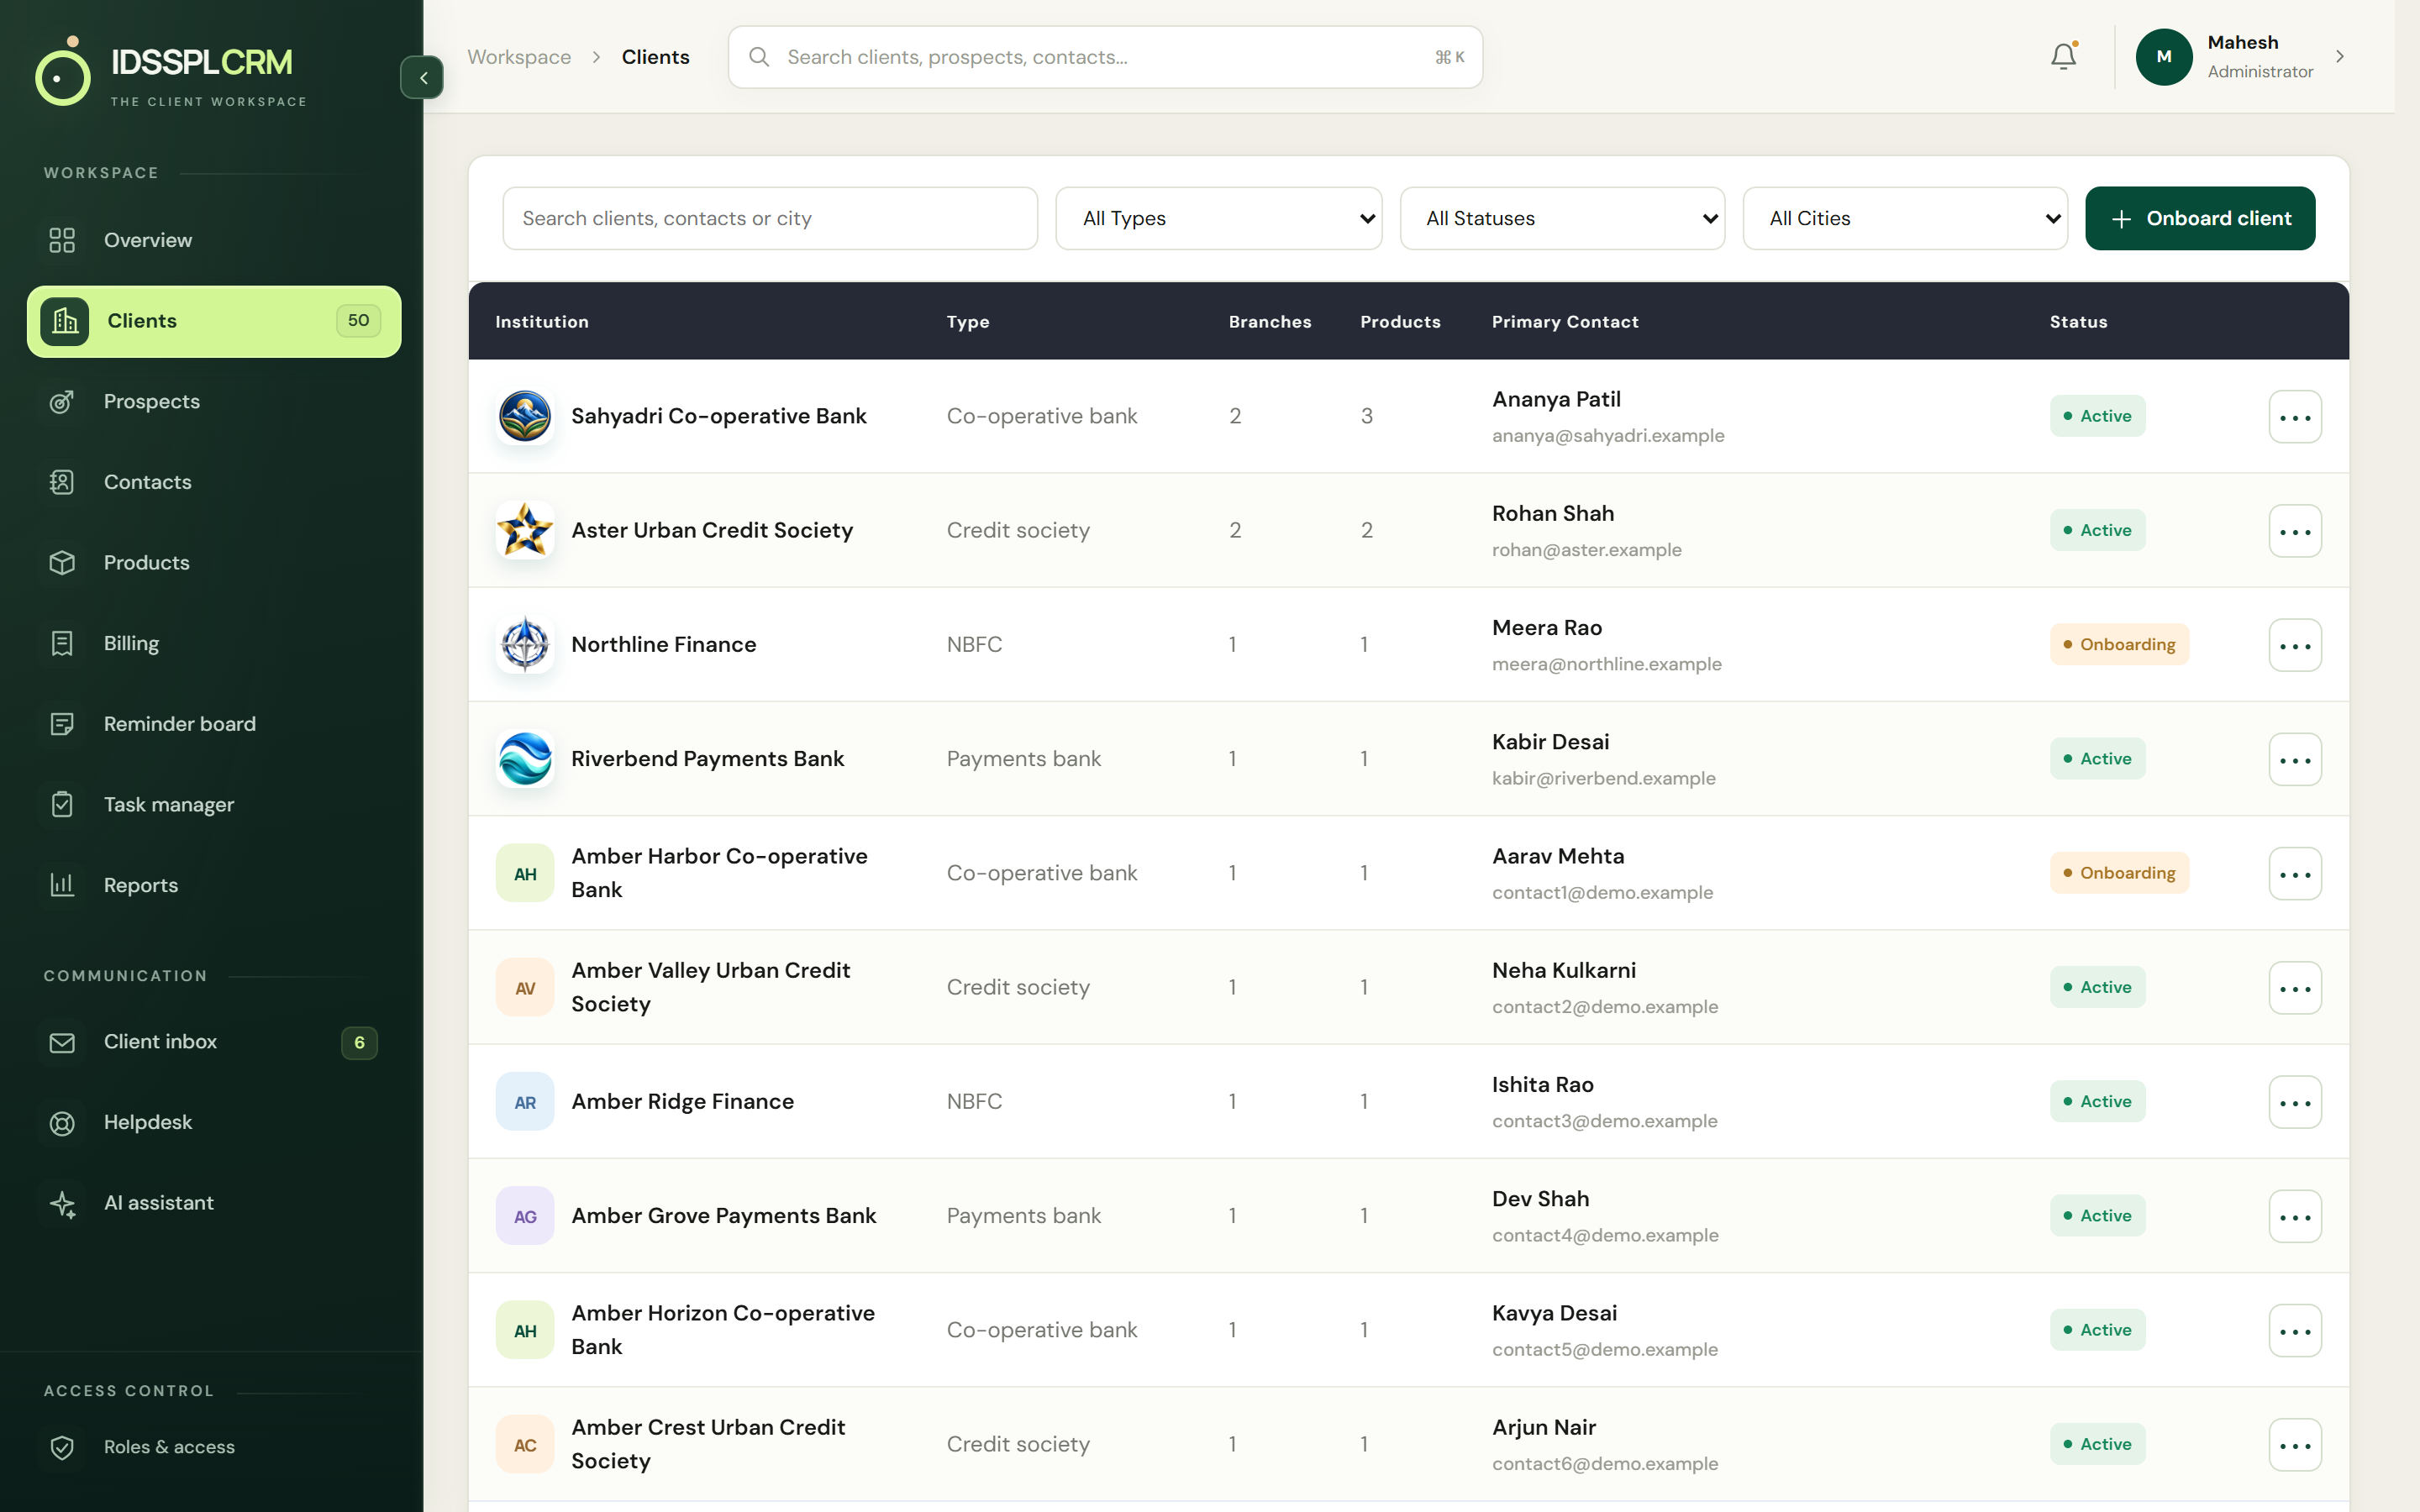 IDSSPLCRM
THE CLIENT WORKSPACE
WORKSPACE
Overview
Clients 50
Prospects
Contacts
Products
Billing
Reminder board
Task manager
Reports
COMMUNICATION
Client inbox 6
Helpdesk
AI assistant
ACCESS CONTROL
Roles & access
Workspace > Clients
Search clients, prospects, contacts... ⌘ K
M
Mahesh
Administrator
Search clients, contacts or city
All Types
All Statuses
All Cities
+ Onboard client
Institution Type Branches Products Primary Contact Status
Sahyadri Co-operative Bank Co-operative bank 2 3 Ananya Patil Active
ananya@sahyadri.example
Aster Urban Credit Society Credit society 2 2 Rohan Shah Active
rohan@aster.example
Northline Finance NBFC 1 1 Meera Rao Onboarding
meera@northline.example
Riverbend Payments Bank Payments bank 1 1 Kabir Desai Active
kabir@riverbend.example
AH Amber Harbor Co-operative Co-operative bank 1 1 Aarav Mehta Onboarding
Bank contact1@demo.example
AV Amber Valley Urban Credit Credit society 1 1 Neha Kulkarni Active
Society contact2@demo.example
AR Amber Ridge Finance NBFC 1 1 Ishita Rao Active
contact3@demo.example
AG Amber Grove Payments Bank Payments bank 1 1 Dev Shah Active
contact4@demo.example
AH Amber Horizon Co-operative Co-operative bank 1 1 Kavya Desai Active
Bank contact5@demo.example
AC Amber Crest Urban Credit Credit society 1 1 Arjun Nair Active
Society contact6@demo.example